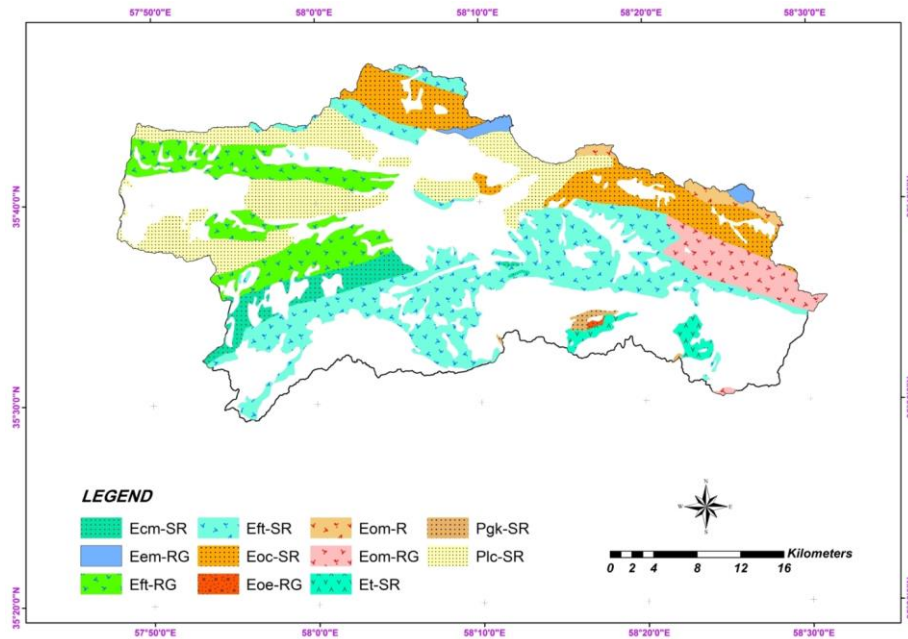 57°50'0"E 58°0'0"E 58°10'0"E 58°20'0"E 58°30'0"E
35°40'0"N
35°30'0"N
35°20'0"N
LEGEND
Ecm-SR Eft-SR Eom-R Pgk-SR
Eem-RG Eoc-SR Eom-RG Plc-SR
Eft-RG Eoe-RG Et-SR
N
W E
S
Kilometers
0 2 4 8 12 16
57°50'0"E 58°0'0"E 58°10'0"E 58°20'0"E 58°30'0"E